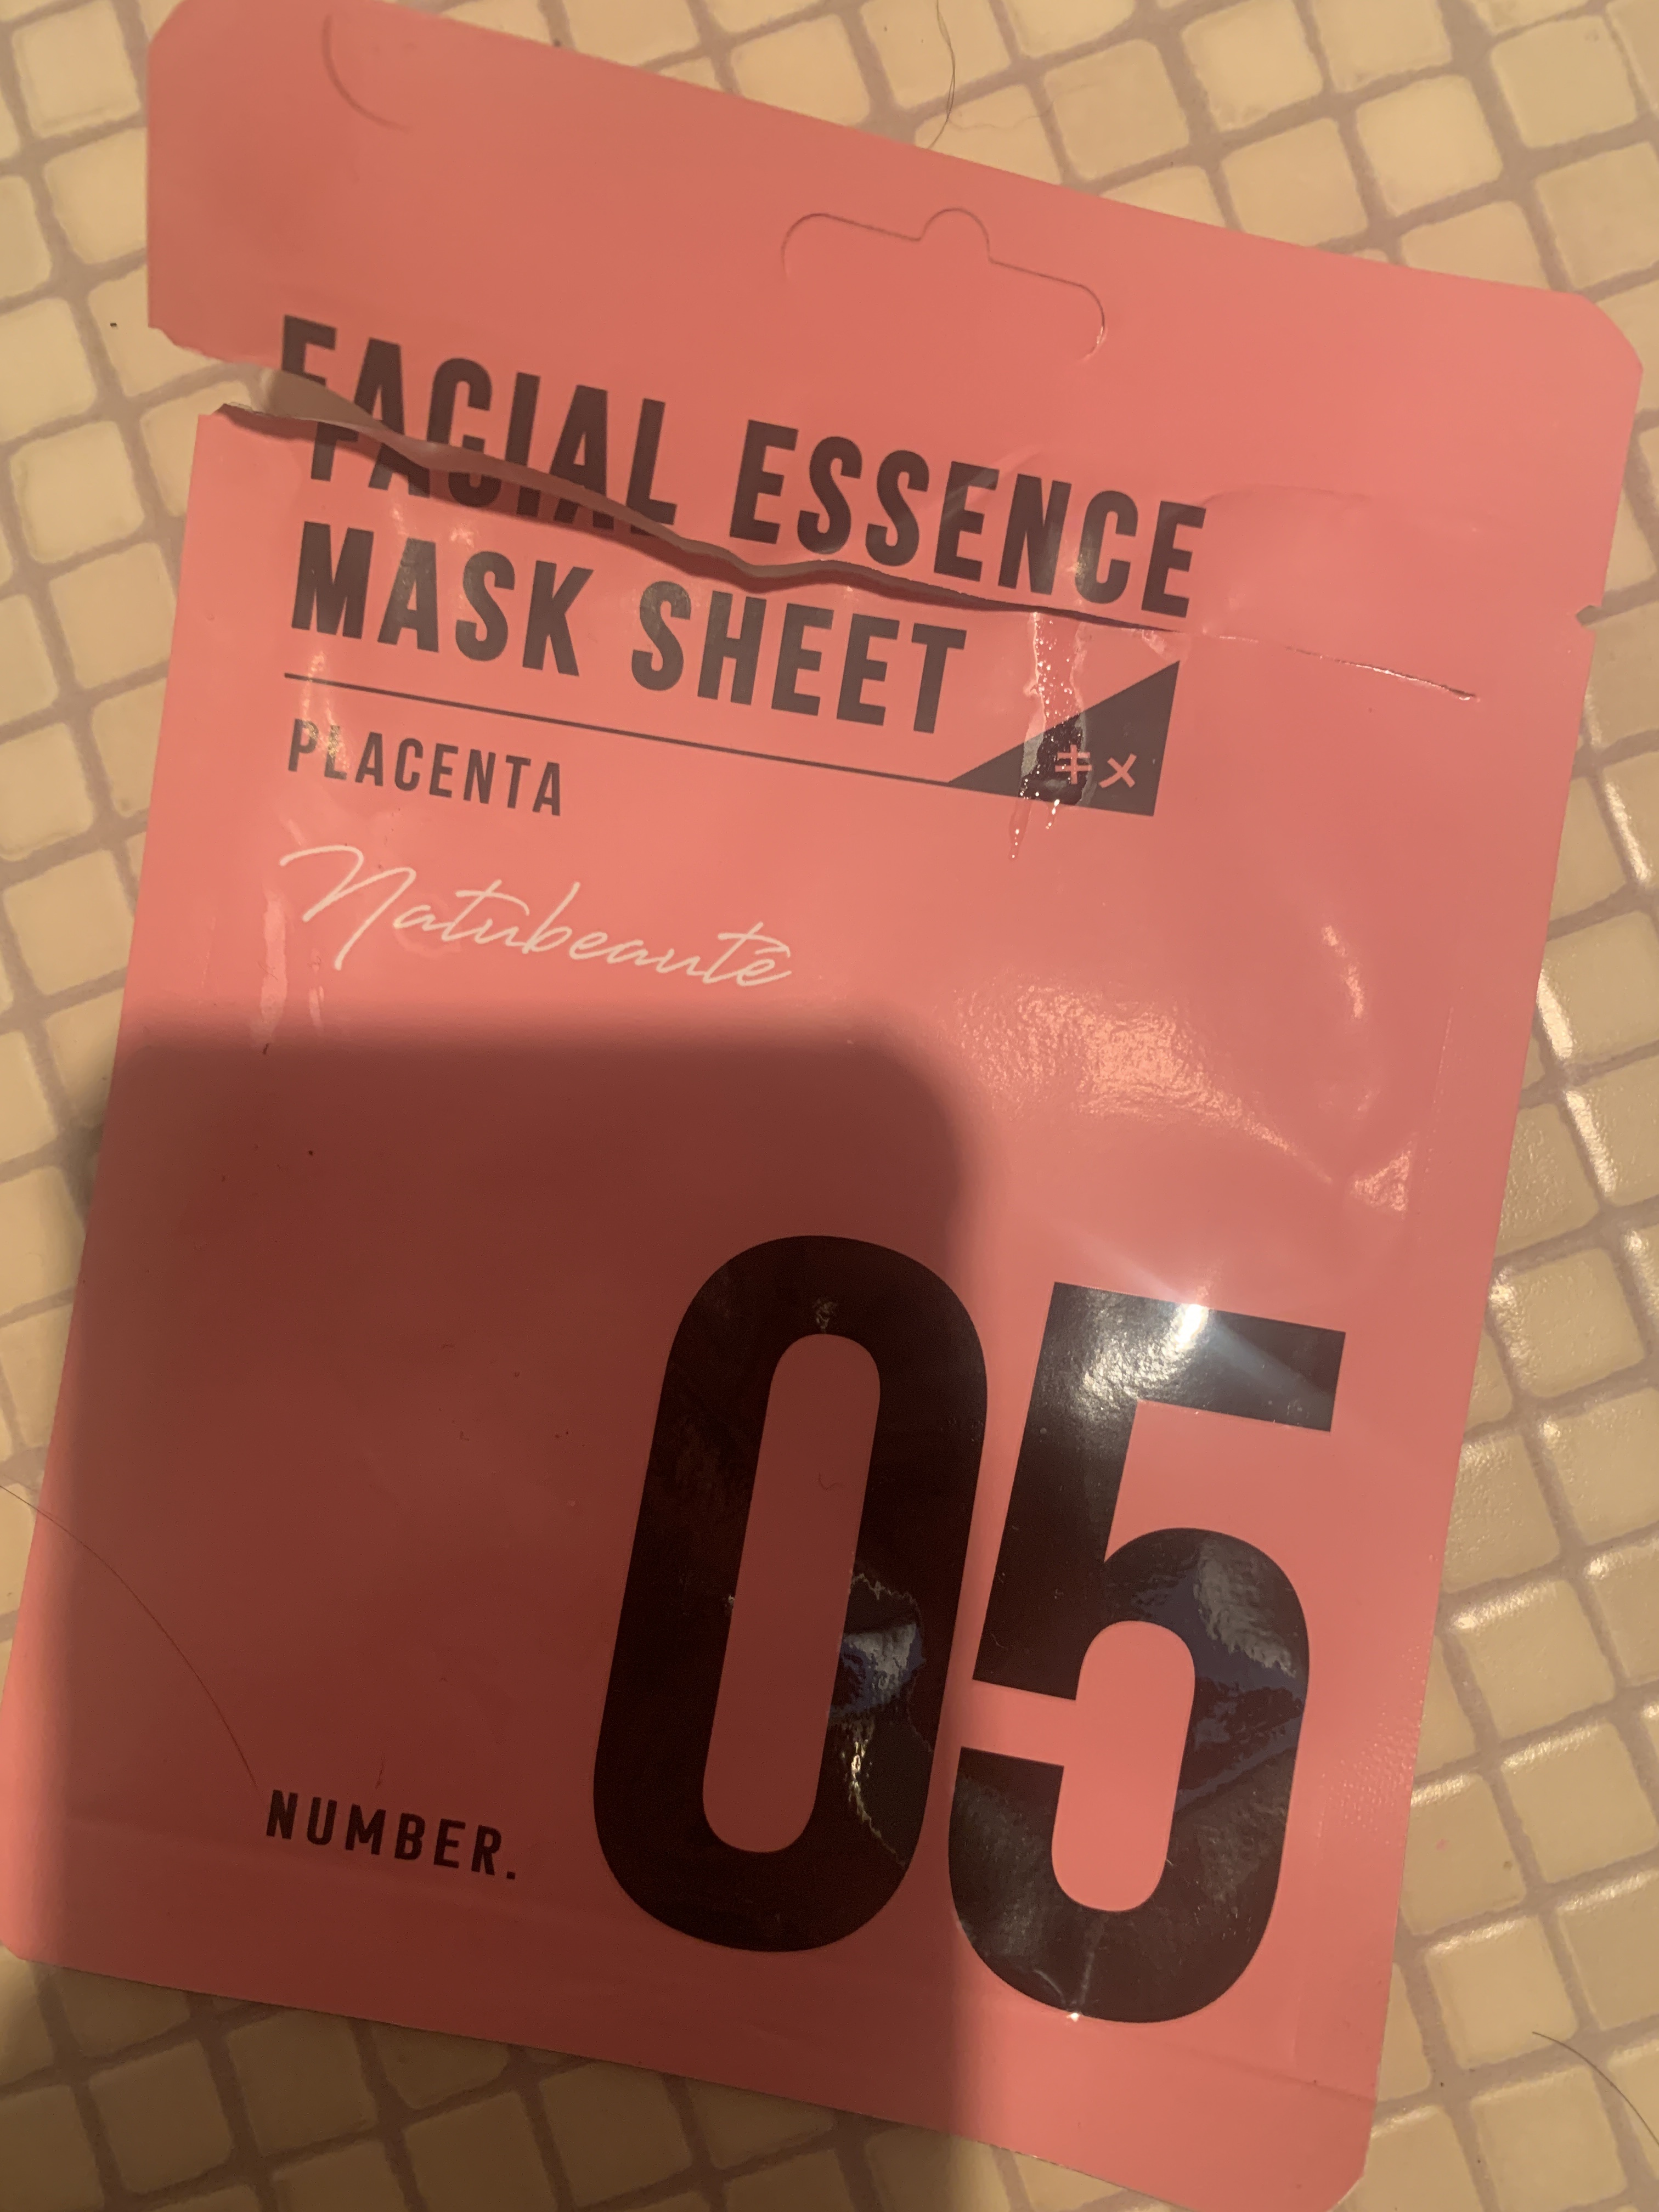 FACIAL ESSENCE
MASK SHEET
キメ
PLACENTA
Natubeauté
NUMBER.
05